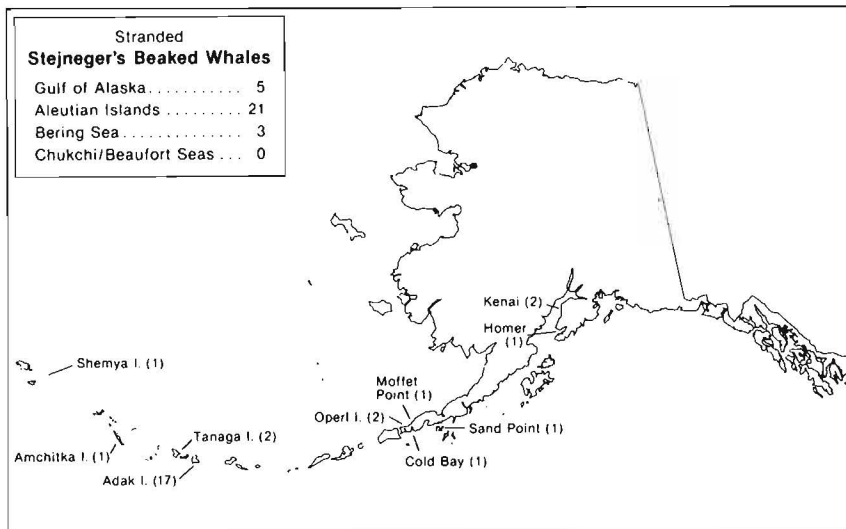 Stranded
Stejneger's Beaked Whales
Gulf of Alaska . . . . . . . . . . . 5
Aleutian Islands . . . . . . . . . 21
Bering Sea . . . . . . . . . . . . . . 3
Chukchi/Beaufort Seas . . . 0
Kenai (2)
Homer
(1)
Shemya I. (1)
Moffet
Point (1)
Operl I. (2)
Sand Point (1)
Tanaga I. (2)
Amchitka I. (1)
Cold Bay (1)
Adak I. (17)